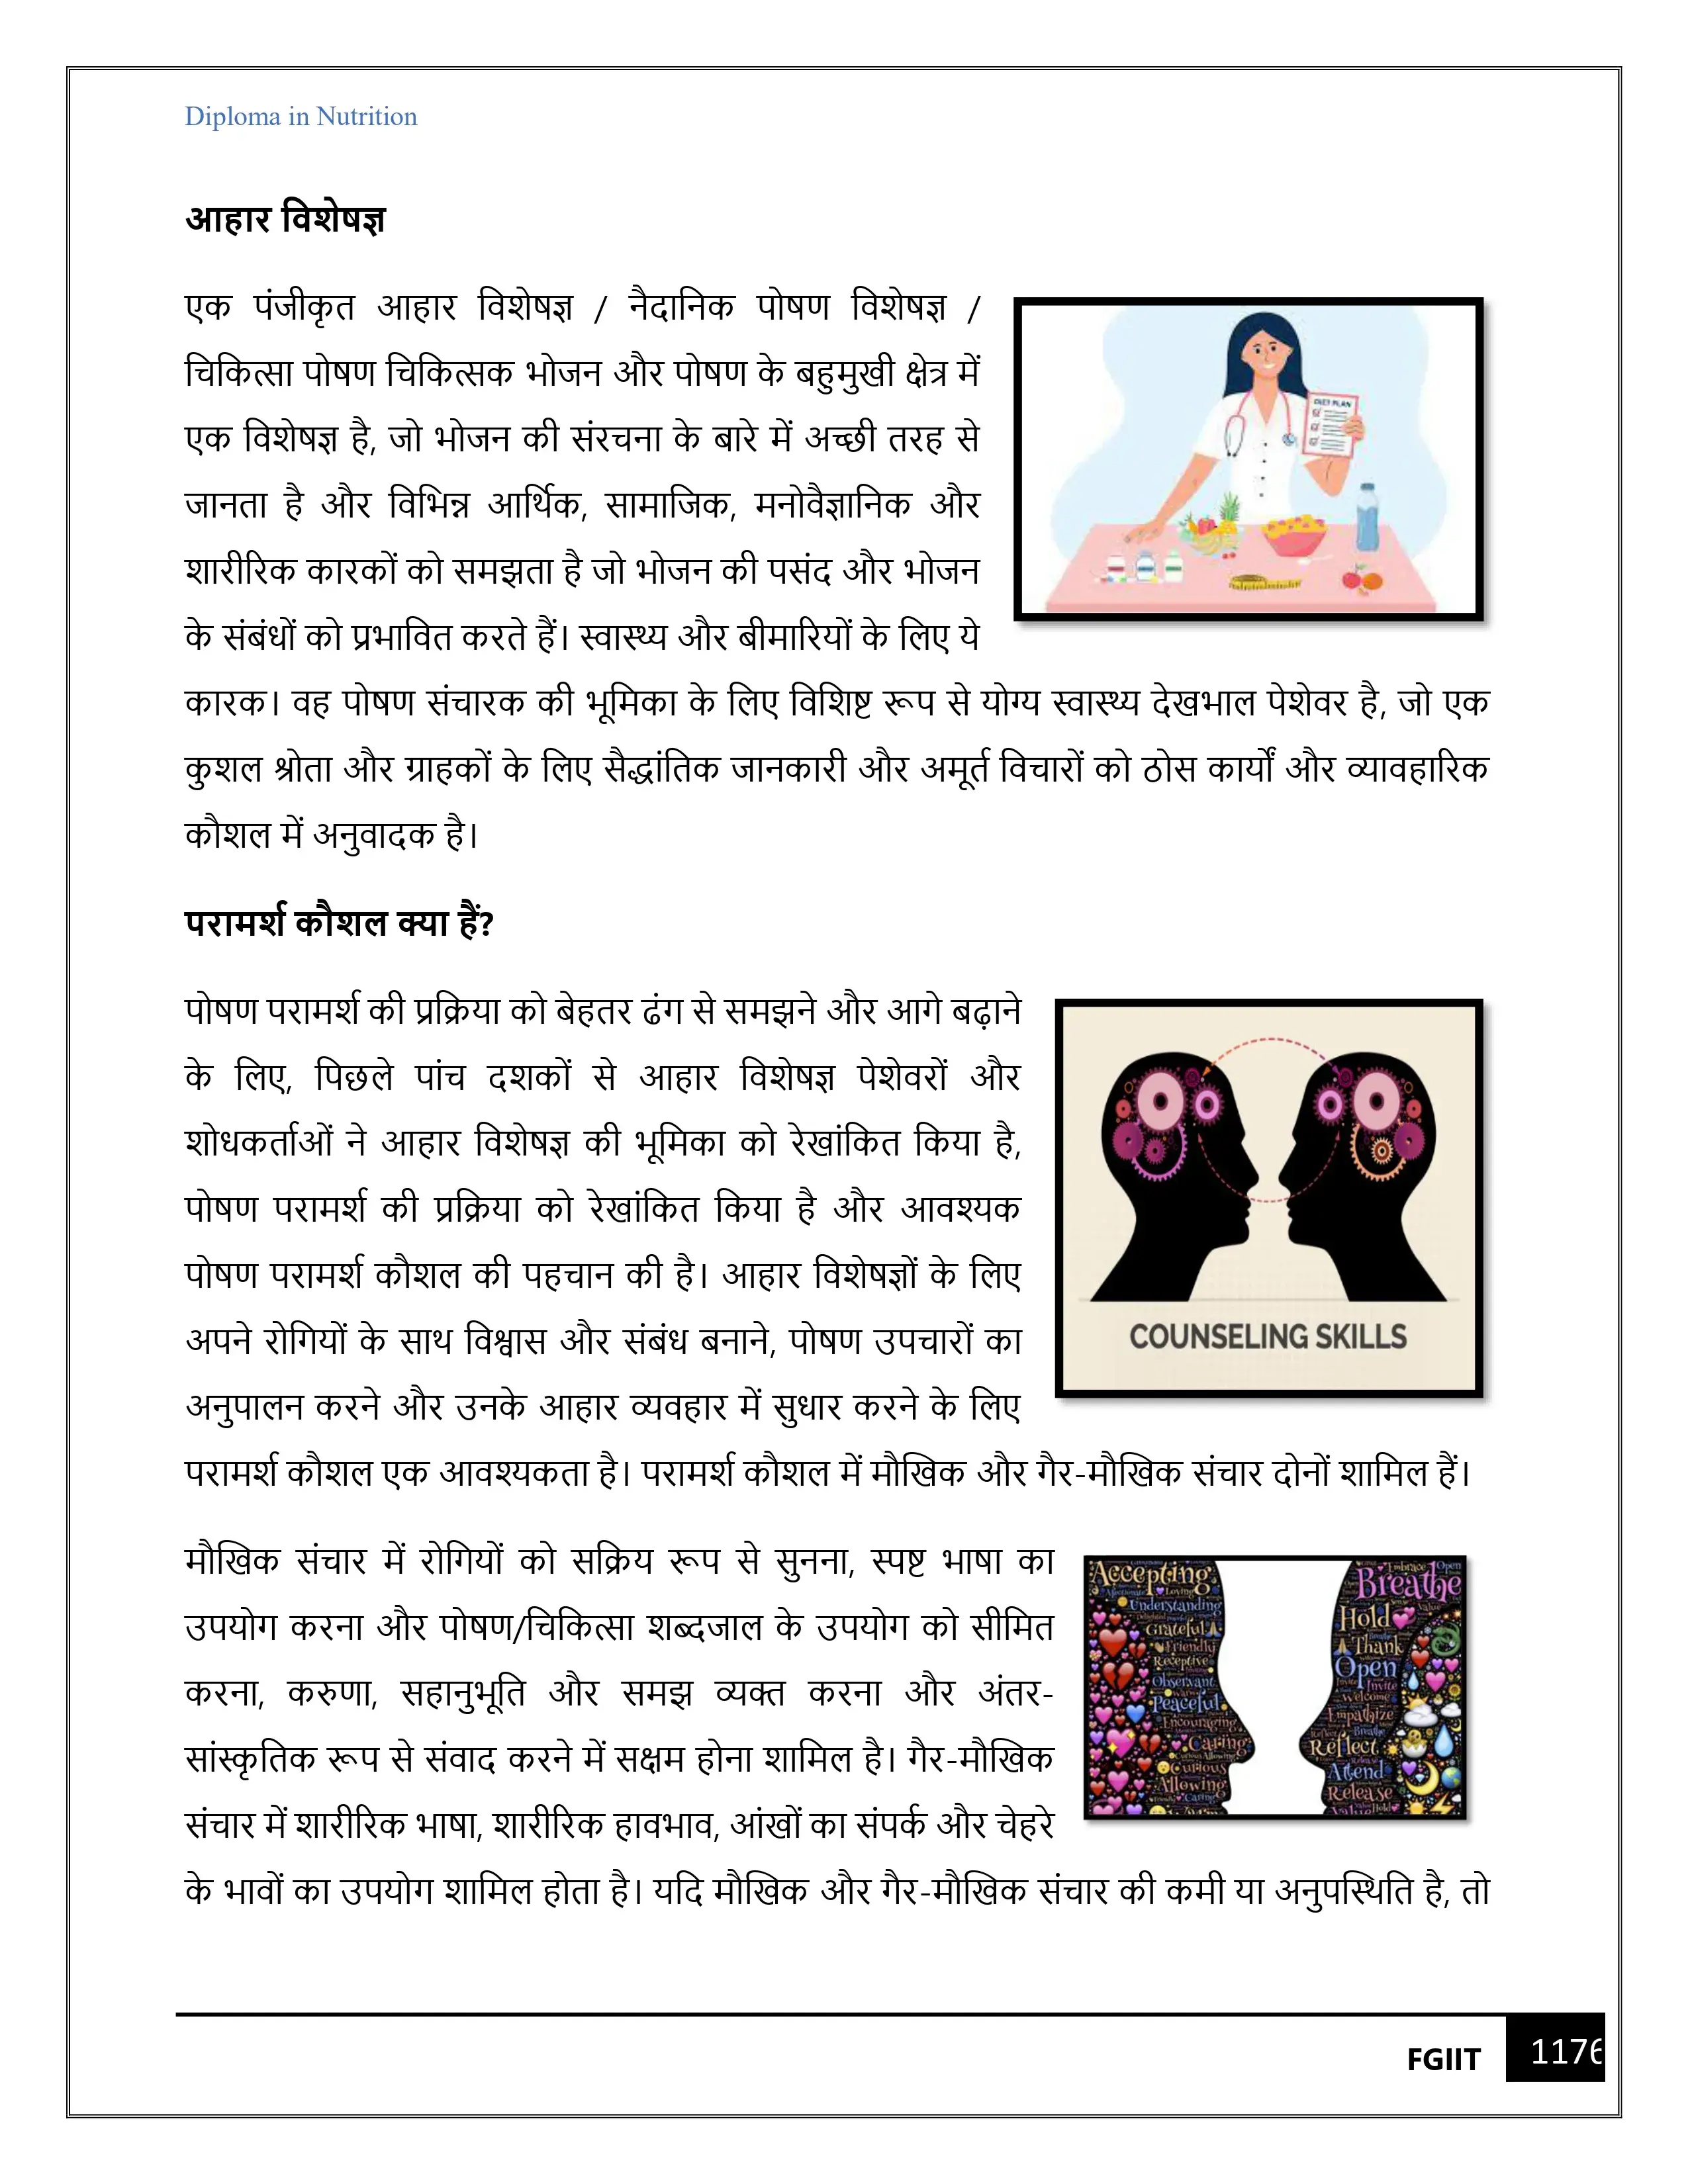 Diploma in Nutrition
आहार विशेषज्ञ
एक पंजीकृत आहार विशेषज्ञ / नैदानिक पोषण विशेषज्ञ /
चिकित्सा पोषण चिकित्सक भोजन और पोषण के बहुमुखी क्षेत्र में
एक विशेषज्ञ है, जो भोजन की संरचना के बारे में अच्छी तरह से
जानता है और विभिन्न आर्थिक, सामाजिक, मनोवैज्ञानिक और
शारीरिक कारकों को समझता है जो भोजन की पसंद और भोजन
के संबंधों को प्रभावित करते हैं। स्वास्थ्य और बीमारियों के लिए ये
कारक। वह पोषण संचारक की भूमिका के लिए विशिष्ट रूप से योग्य स्वास्थ्य देखभाल पेशेवर है, जो एक
कुशल श्रोता और ग्राहकों के लिए सैद्धांतिक जानकारी और अमूर्त विचारों को ठोस कार्यों और व्यावहारिक
कौशल में अनुवादक है।
DIET PLAN
परामर्श कौशल क्या हैं?
पोषण परामर्श की प्रक्रिया को बेहतर ढंग से समझने और आगे बढ़ाने
के लिए, पिछले पांच दशकों से आहार विशेषज्ञ पेशेवरों और
शोधकर्ताओं ने आहार विशेषज्ञ की भूमिका को रेखांकित किया है,
पोषण परामर्श की प्रक्रिया को रेखांकित किया है और आवश्यक
पोषण परामर्श कौशल की पहचान की है। आहार विशेषज्ञों के लिए
अपने रोगियों के साथ विश्वास और संबंध बनाने, पोषण उपचारों का
अनुपालन करने और उनके आहार व्यवहार में सुधार करने के लिए
परामर्श कौशल एक आवश्यकता है। परामर्श कौशल में मौखिक और गैर-मौखिक संचार दोनों शामिल हैं।
COUNSELING SKILLS
मौखिक संचार में रोगियों को सक्रिय रूप से सुनना, स्पष्ट भाषा का
उपयोग करना और पोषण/चिकित्सा शब्दजाल के उपयोग को सीमित
करना, करुणा, सहानुभूति और समझ व्यक्त करना और अंतर-
सांस्कृतिक रूप से संवाद करने में सक्षम होना शामिल है। गैर-मौखिक
संचार में शारीरिक भाषा, शारीरिक हावभाव, आंखों का संपर्क और चेहरे
के भावों का उपयोग शामिल होता है। यदि मौखिक और गैर-मौखिक संचार की कमी या अनुपस्थिति है, तो
Accepting
Understanding
Grateful
Friendly
Receptive
Observant
Peaceful
Encouraging
Caring
Curious
Allowing
Embrace Open
Breathe
Hold
Thank
Open
Invite
Welcome
Empathize
Breathe
Reflect
Attend
Release
FGIIT
1176